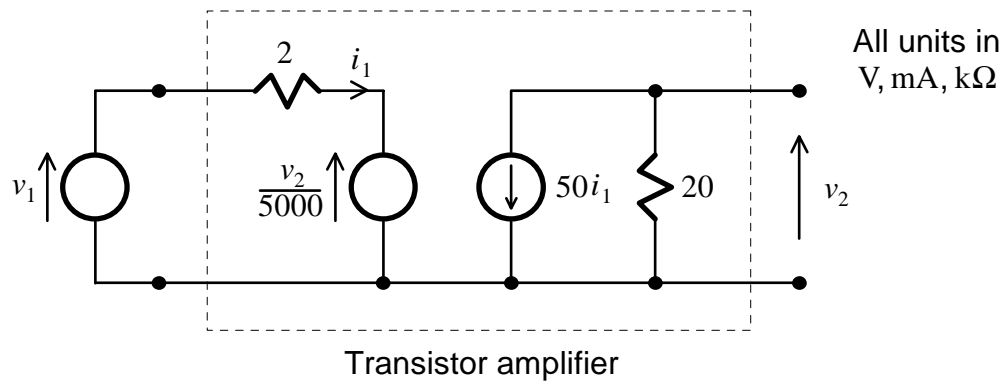 All units in
V, mA, kΩ
2
i₁
v₁
v₂
5000
50i₁
20
v₂
Transistor amplifier